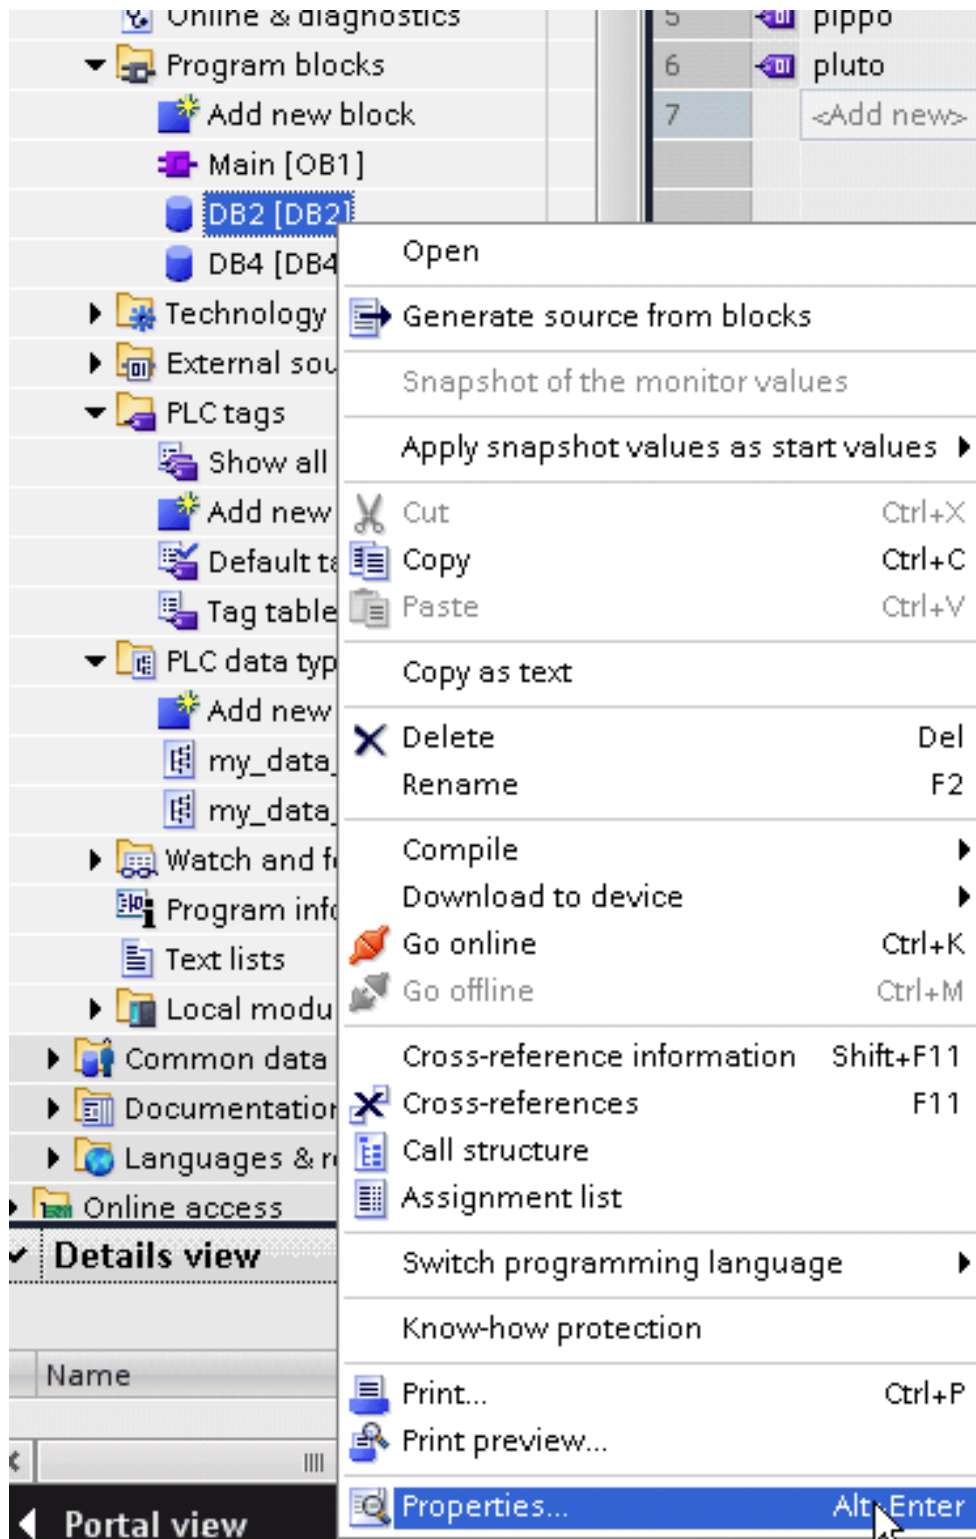 Online & diagnostics
5 pippo
Program blocks
6 pluto
Add new block
7 <Add new>
Main [OB1]
DB2 [DB2]
DB4 [DB4
Open
Technology
Generate source from blocks
External sou
Snapshot of the monitor values
PLC tags
Apply snapshot values as start values
Show all
Add new
Cut Ctrl+X
Default ta
Copy Ctrl+C
Tag table
Paste Ctrl+V
PLC data typ
Copy as text
Add new
Delete Del
my_data_
Rename F2
my_data_
Watch and fo
Compile
Program info
Download to device
Text lists
Go online Ctrl+K
Local modu
Go offline Ctrl+M
Common data
Cross-reference information Shift+F11
Documentation
Cross-references F11
Languages & re
Call structure
Online access
Assignment list
Details view
Switch programming language
Know-how protection
Name
Print... Ctrl+P
Print preview...
Properties... Alt+Enter
Portal view